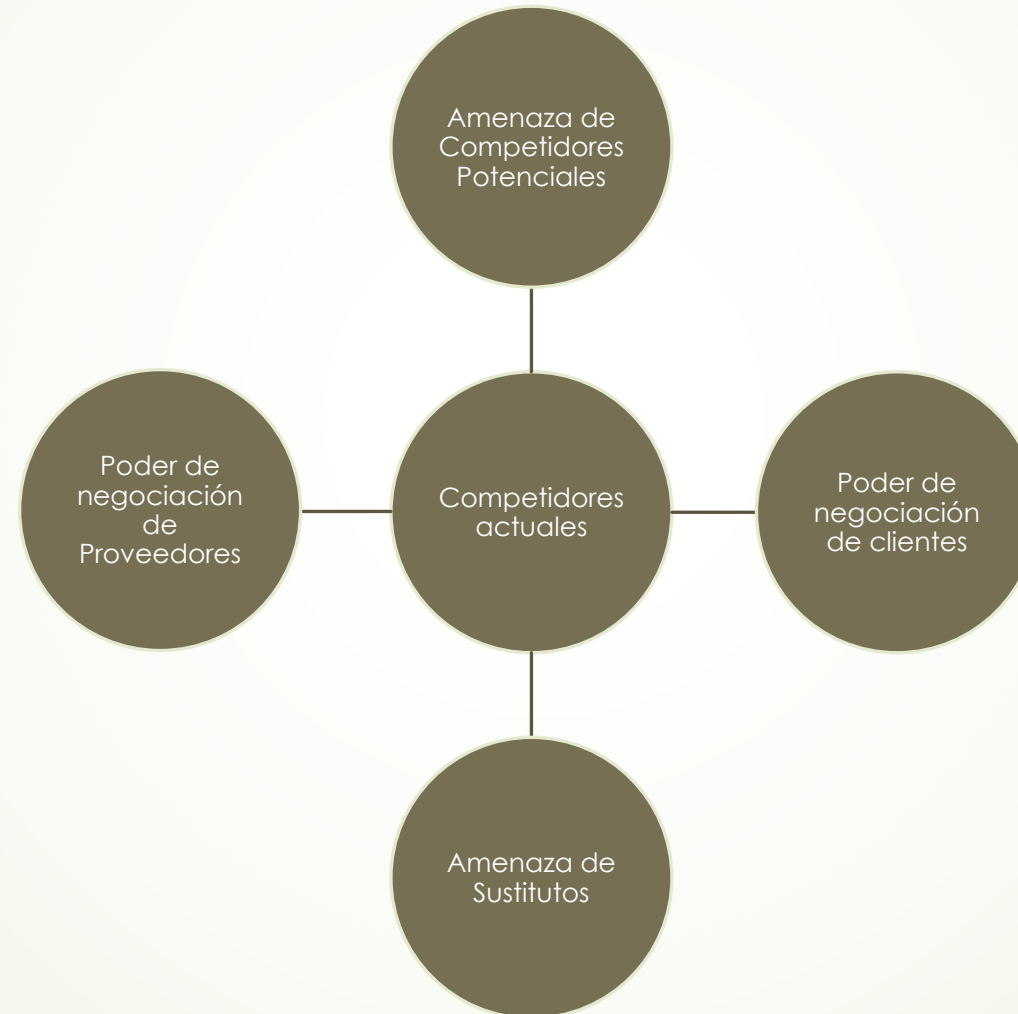 Amenaza de
Competidores
Potenciales
Poder de
negociación
de
Proveedores
Competidores
actuales
Poder de
negociación
de clientes
Amenaza de
Sustitutos